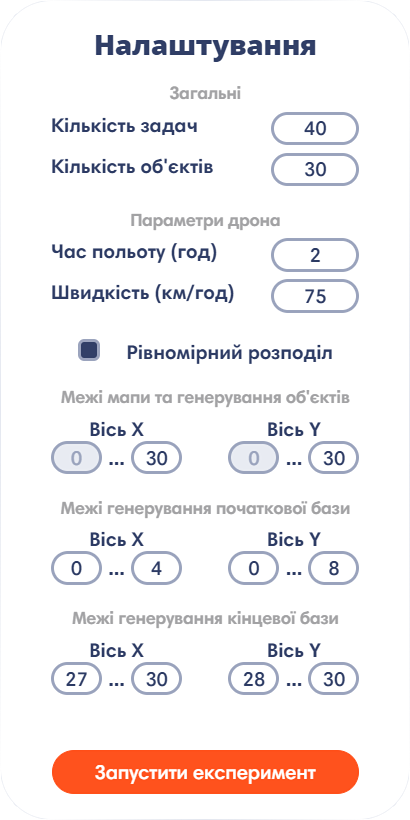 Налаштування
Загальні
Кількість задач 40
Кількість об'єктів 30
Параметри дрона
Час польоту (год) 2
Швидкість (км/год) 75
Рівномірний розподіл
Межі мапи та генерування об'єктів
Вісь X Вісь Y
0 ... 30 0 ... 30
Межі генерування початкової бази
Вісь X Вісь Y
0 ... 4 0 ... 8
Межі генерування кінцевої бази
Вісь X Вісь Y
27 ... 30 28 ... 30
Запустити експеримент